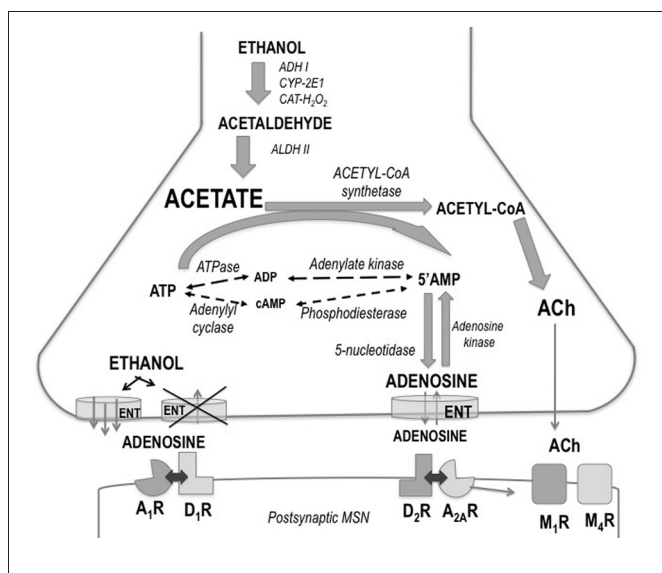 ETHANOL
ADH I
CYP-2E1
CAT-H₂O₂
ACETALDEHYDE
ALDH II
ACETATE
ACETYL-CoA
synthetase
ACETYL-CoA
ATPase
ADP
Adenylate kinase
ATP
5'AMP
Adenylyl
cyclase
cAMP
Phosphodiesterase
ACh
5-nucleotidase
Adenosine
kinase
ETHANOL
ADENOSINE
ENT
ENT
ENT
ADENOSINE
ADENOSINE
ACh
A₁R
D₁R
Postsynaptic MSN
D₂R
A₂AR
M₁R
M₄R